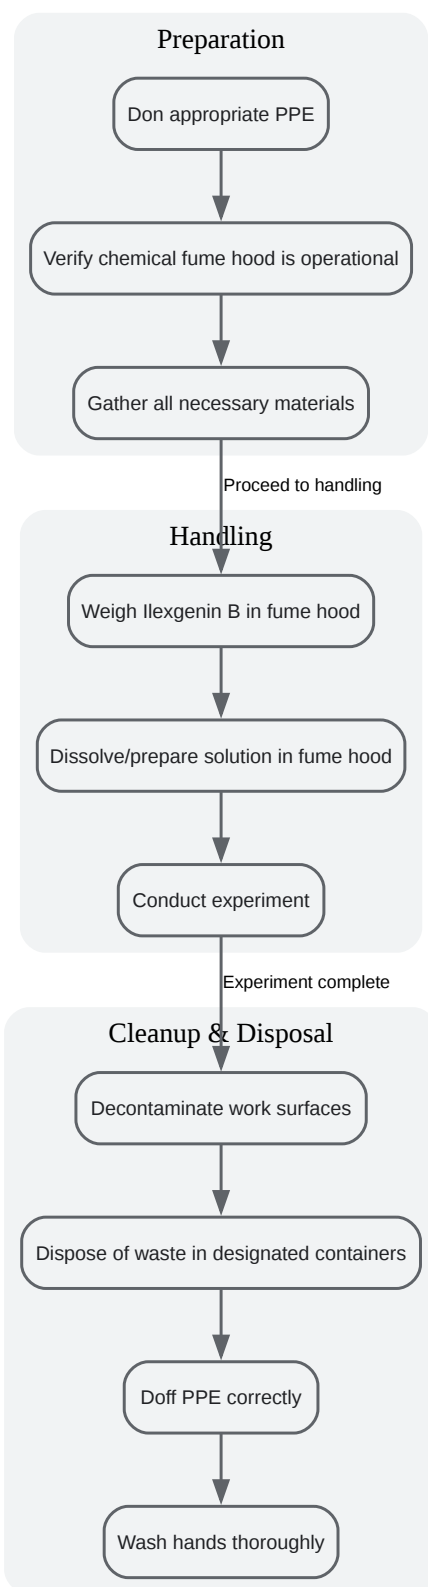 Preparation
Don appropriate PPE
Verify chemical fume hood is operational
Gather all necessary materials
Proceed to handling
Handling
Weigh Ilexgenin B in fume hood
Dissolve/prepare solution in fume hood
Conduct experiment
Experiment complete
Cleanup & Disposal
Decontaminate work surfaces
Dispose of waste in designated containers
Doff PPE correctly
Wash hands thoroughly